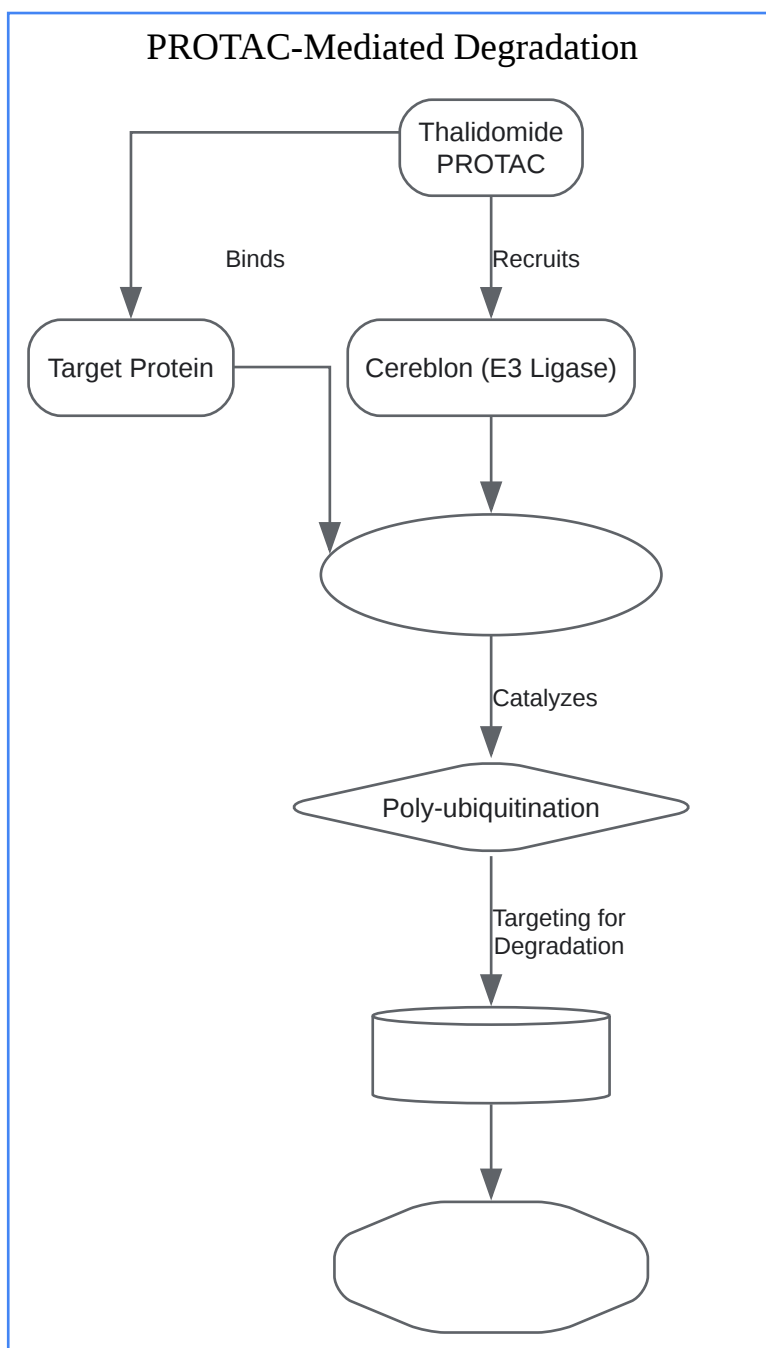 PROTAC-Mediated Degradation
Thalidomide
PROTAC
Binds
Recruits
Target Protein
Cereblon (E3 Ligase)
Catalyzes
Poly-ubiquitination
Targeting for
Degradation